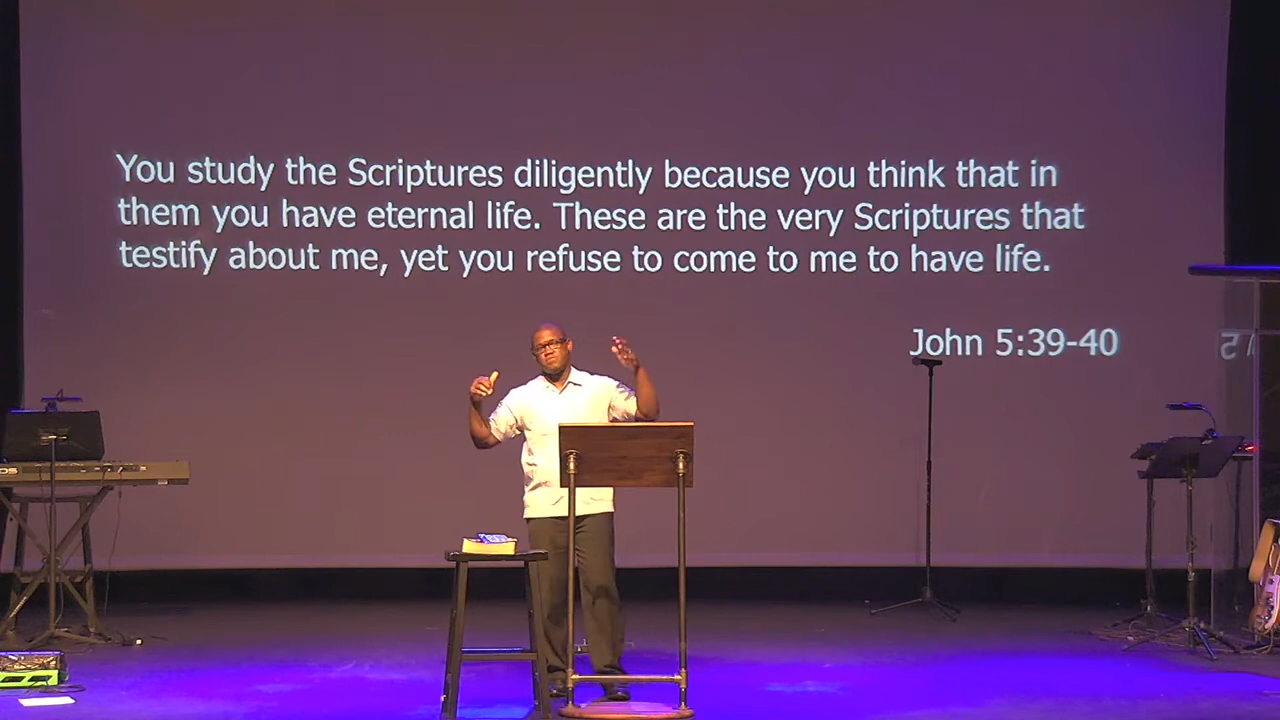 You study the Scriptures diligently because you think that in
them you have eternal life. These are the very Scriptures that
testify about me, yet you refuse to come to me to have life.
John 5:39-40